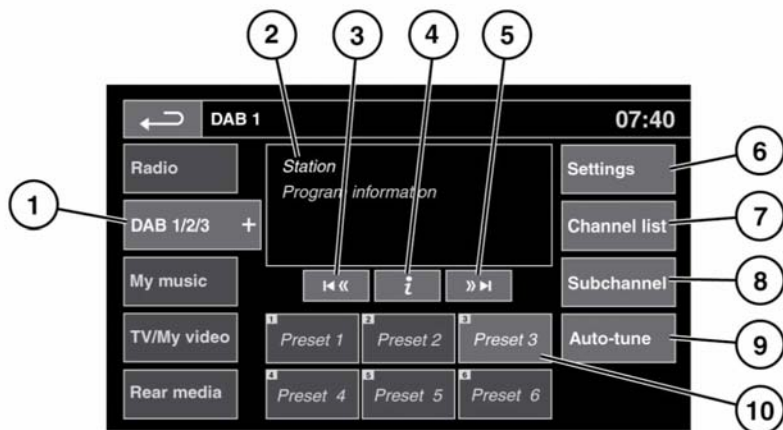 2 3 4 5
DAB 1 07:40
1
Radio
DAB 1/2/3 +
My music
TV/My video
Rear media
Station
Program information
i
1 Preset 1
2 Preset 2
3 Preset 3
4 Preset 4
5 Preset 5
6 Preset 6
Settings
Channel list
Subchannel
Auto-tune
6
7
8
9
10